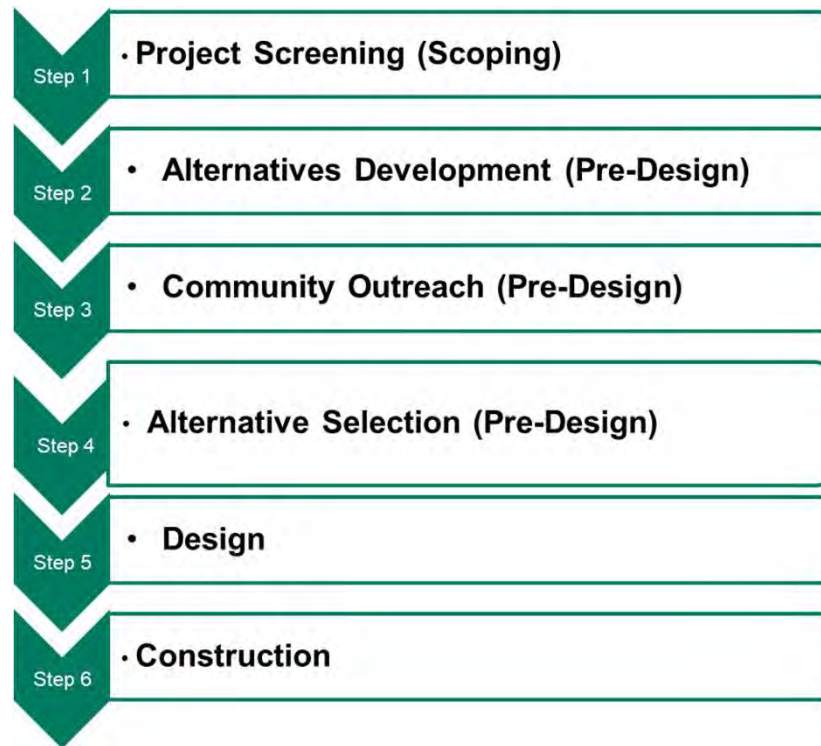 Step 1
· Project Screening (Scoping)
Step 2
• Alternatives Development (Pre-Design)
Step 3
• Community Outreach (Pre-Design)
Step 4
· Alternative Selection (Pre-Design)
Step 5
• Design
Step 6
· Construction